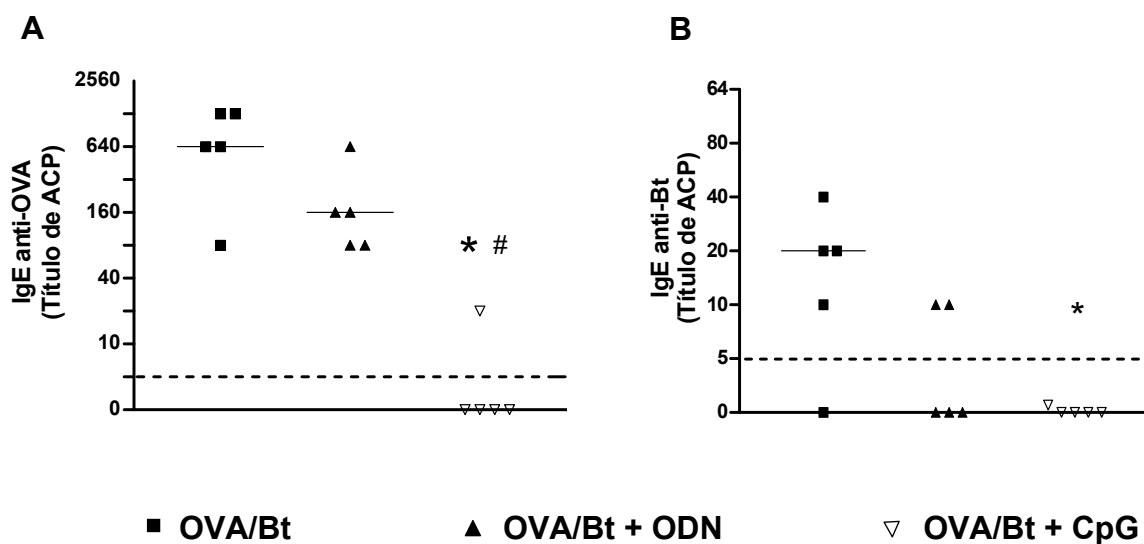 A
2560
640
160
40
10
0
IgE anti-OVA
(Título de ACP)
* #
B
64
80
40
20
10
5
0
IgE anti-Bt
(Título de ACP)
*
OVA/Bt
OVA/Bt + ODN
OVA/Bt + CpG